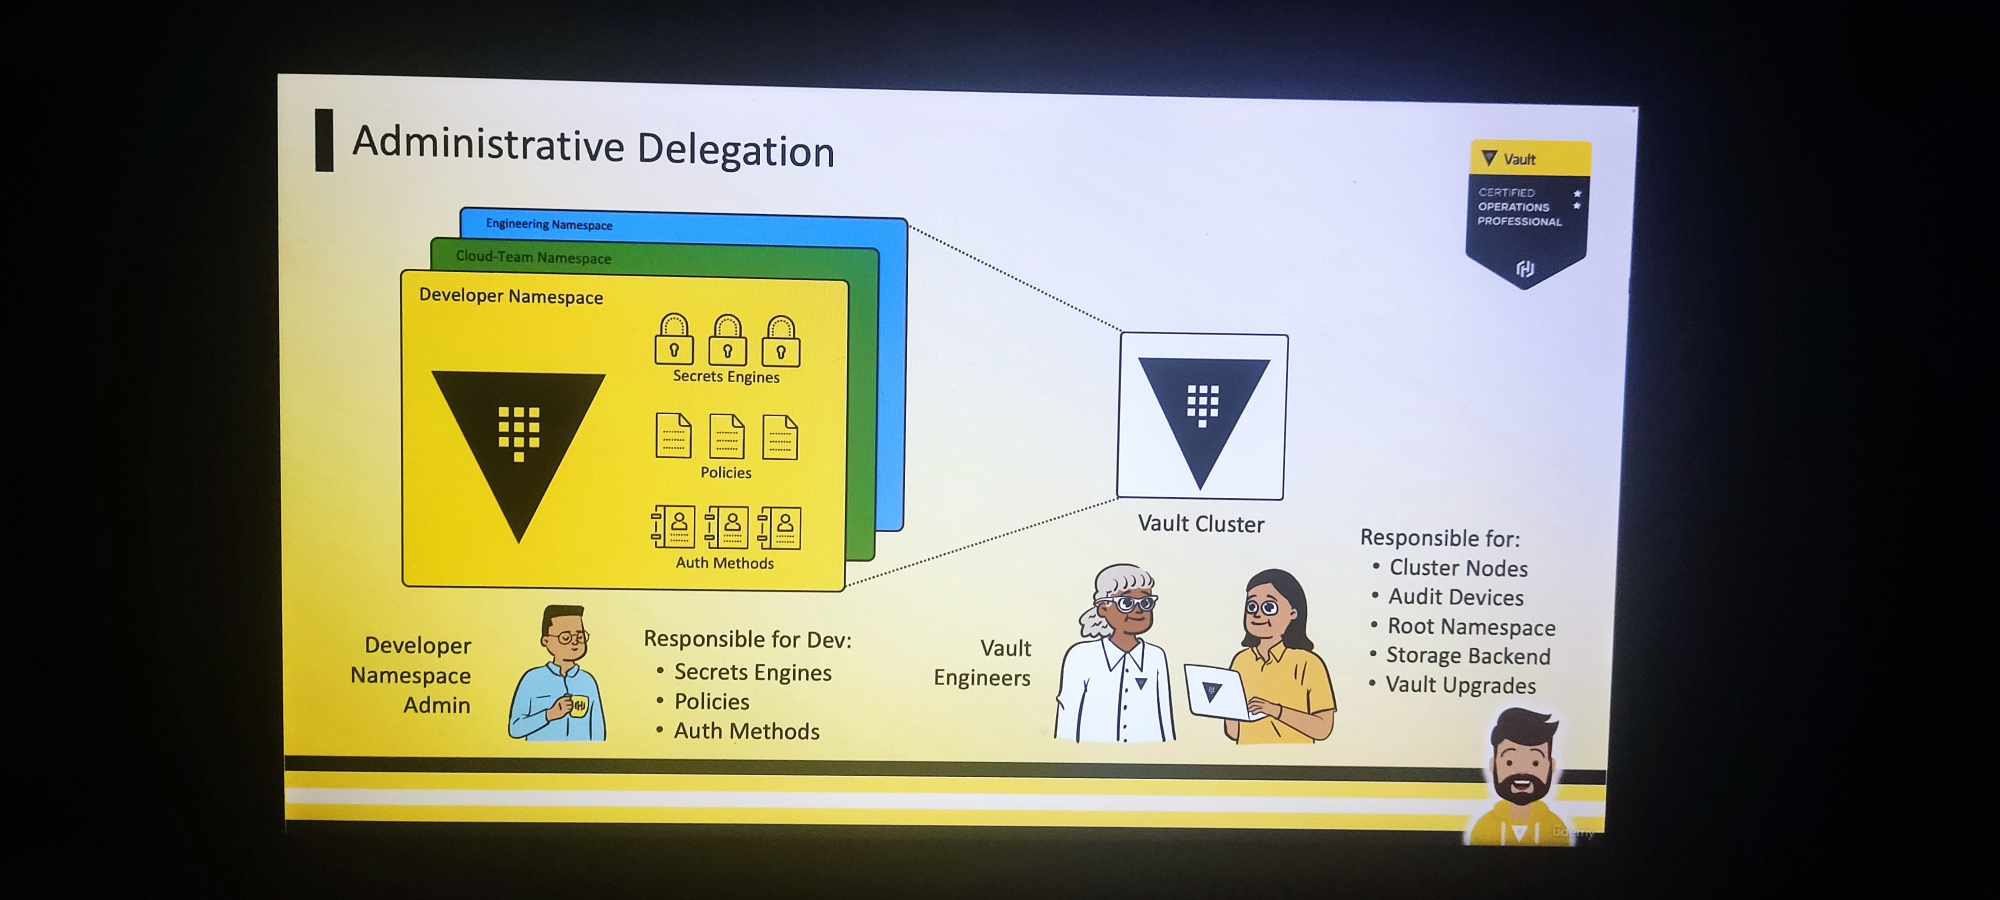 Administrative Delegation
Vault
CERTIFIED
OPERATIONS
PROFESSIONAL
Engineering Namespace
Cloud-Team Namespace
Developer Namespace
Secrets Engines
Policies
Auth Methods
Vault Cluster
Developer
Namespace
Admin
Responsible for Dev:
• Secrets Engines
• Policies
• Auth Methods
Vault
Engineers
Responsible for:
• Cluster Nodes
• Audit Devices
• Root Namespace
• Storage Backend
• Vault Upgrades
udemy